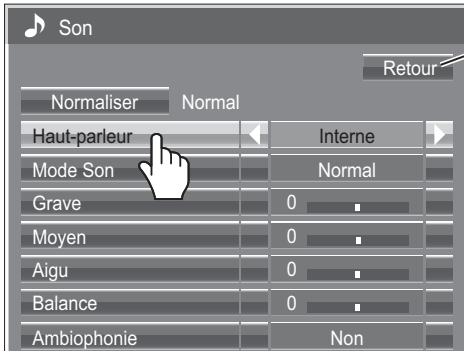 Son
Retour
Normaliser Normal
Haut-parleur Interne
Mode Son Normal
Grave 0
Moyen 0
Aigu 0
Balance 0
Ambiophonie Non